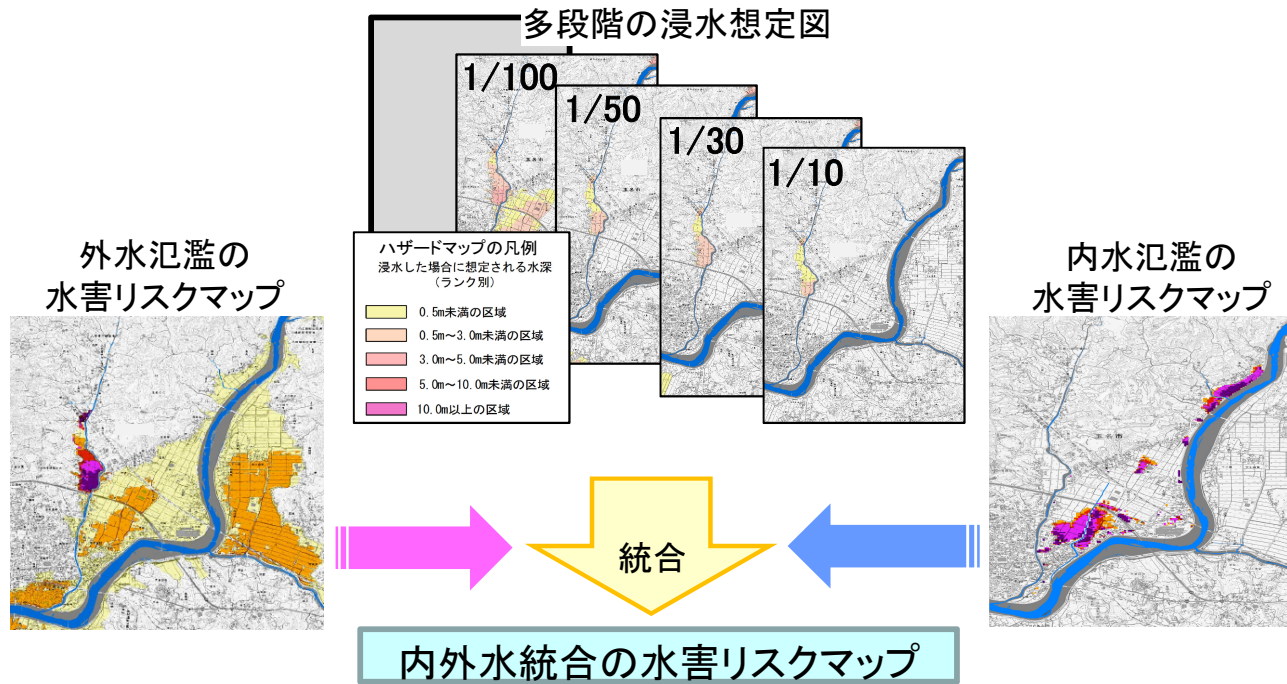 多段階の浸水想定図
1/100
1/50
1/30
1/10
ハザードマップの凡例
浸水した場合に想定される水深
(ランク別)
0.5m未満の区域
0.5m～3.0m未満の区域
3.0m～5.0m未満の区域
5.0m～10.0m未満の区域
10.0m以上の区域
外水氾濫の
水害リスクマップ
内水氾濫の
水害リスクマップ
玉名市
統合
内外水統合の水害リスクマップ